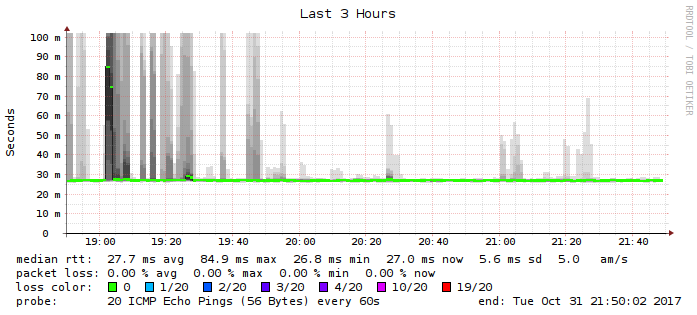 Last 3 Hours
RRDTOOL / TOBI OETIKER
Seconds
100 m
90 m
80 m
70 m
60 m
50 m
40 m
30 m
20 m
10 m
0
19:00 19:20 19:40 20:00 20:20 20:40 21:00 21:20 21:40
median rtt: 27.7 ms avg 84.9 ms max 26.8 ms min 27.0 ms now 5.6 ms sd 5.0 am/s
packet loss: 0.00 % avg 0.00 % max 0.00 % min 0.00 % now
loss color: 0 1/20 2/20 3/20 4/20 10/20 19/20
probe: 20 ICMP Echo Pings (56 Bytes) every 60s end: Tue Oct 31 21:50:02 2017